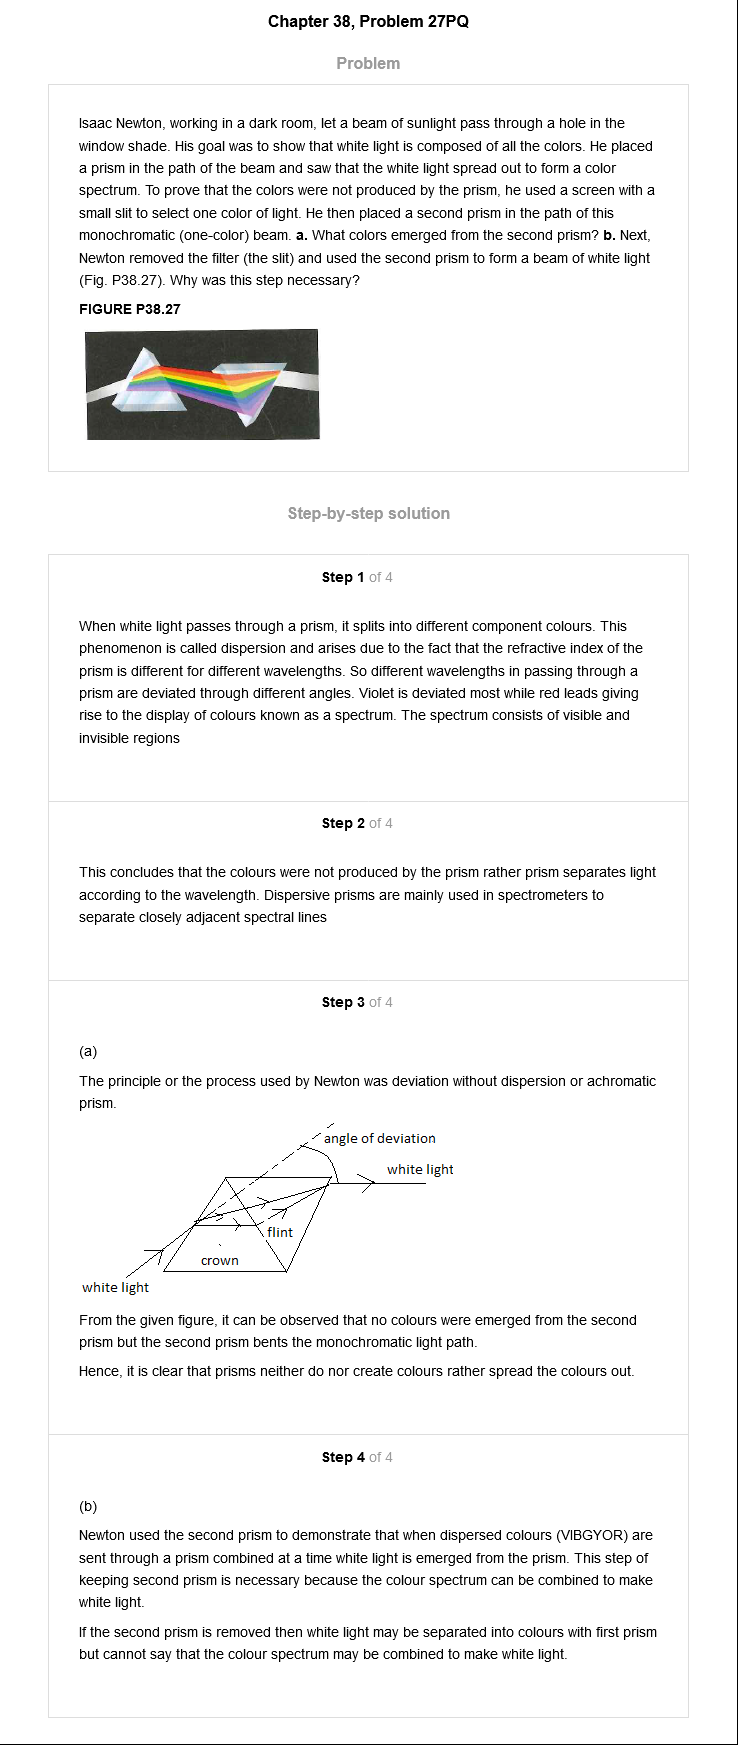 Chapter 38, Problem 27PQ
Problem
Isaac Newton, working in a dark room, let a beam of sunlight pass through a hole in the
window shade. His goal was to show that white light is composed of all the colors. He placed
a prism in the path of the beam and saw that the white light spread out to form a color
spectrum. To prove that the colors were not produced by the prism, he used a screen with a
small slit to select one color of light. He then placed a second prism in the path of this
monochromatic (one-color) beam. a. What colors emerged from the second prism? b. Next,
Newton removed the filter (the slit) and used the second prism to form a beam of white light
(Fig. P38.27). Why was this step necessary?
FIGURE P38.27
Step-by-step solution
Step 1 of 4
When white light passes through a prism, it splits into different component colours. This
phenomenon is called dispersion and arises due to the fact that the refractive index of the
prism is different for different wavelengths. So different wavelengths in passing through a
prism are deviated through different angles. Violet is deviated most while red leads giving
rise to the display of colours known as a spectrum. The spectrum consists of visible and
invisible regions
Step 2 of 4
This concludes that the colours were not produced by the prism rather prism separates light
according to the wavelength. Dispersive prisms are mainly used in spectrometers to
separate closely adjacent spectral lines
Step 3 of 4
(a)
The principle or the process used by Newton was deviation without dispersion or achromatic
prism.
angle of deviation
white light
flint
crown
white light
From the given figure, it can be observed that no colours were emerged from the second
prism but the second prism bents the monochromatic light path.
Hence, it is clear that prisms neither do nor create colours rather spread the colours out.
Step 4 of 4
(b)
Newton used the second prism to demonstrate that when dispersed colours (VIBGYOR) are
sent through a prism combined at a time white light is emerged from the prism. This step of
keeping second prism is necessary because the colour spectrum can be combined to make
white light.
If the second prism is removed then white light may be separated into colours with first prism
but cannot say that the colour spectrum may be combined to make white light.